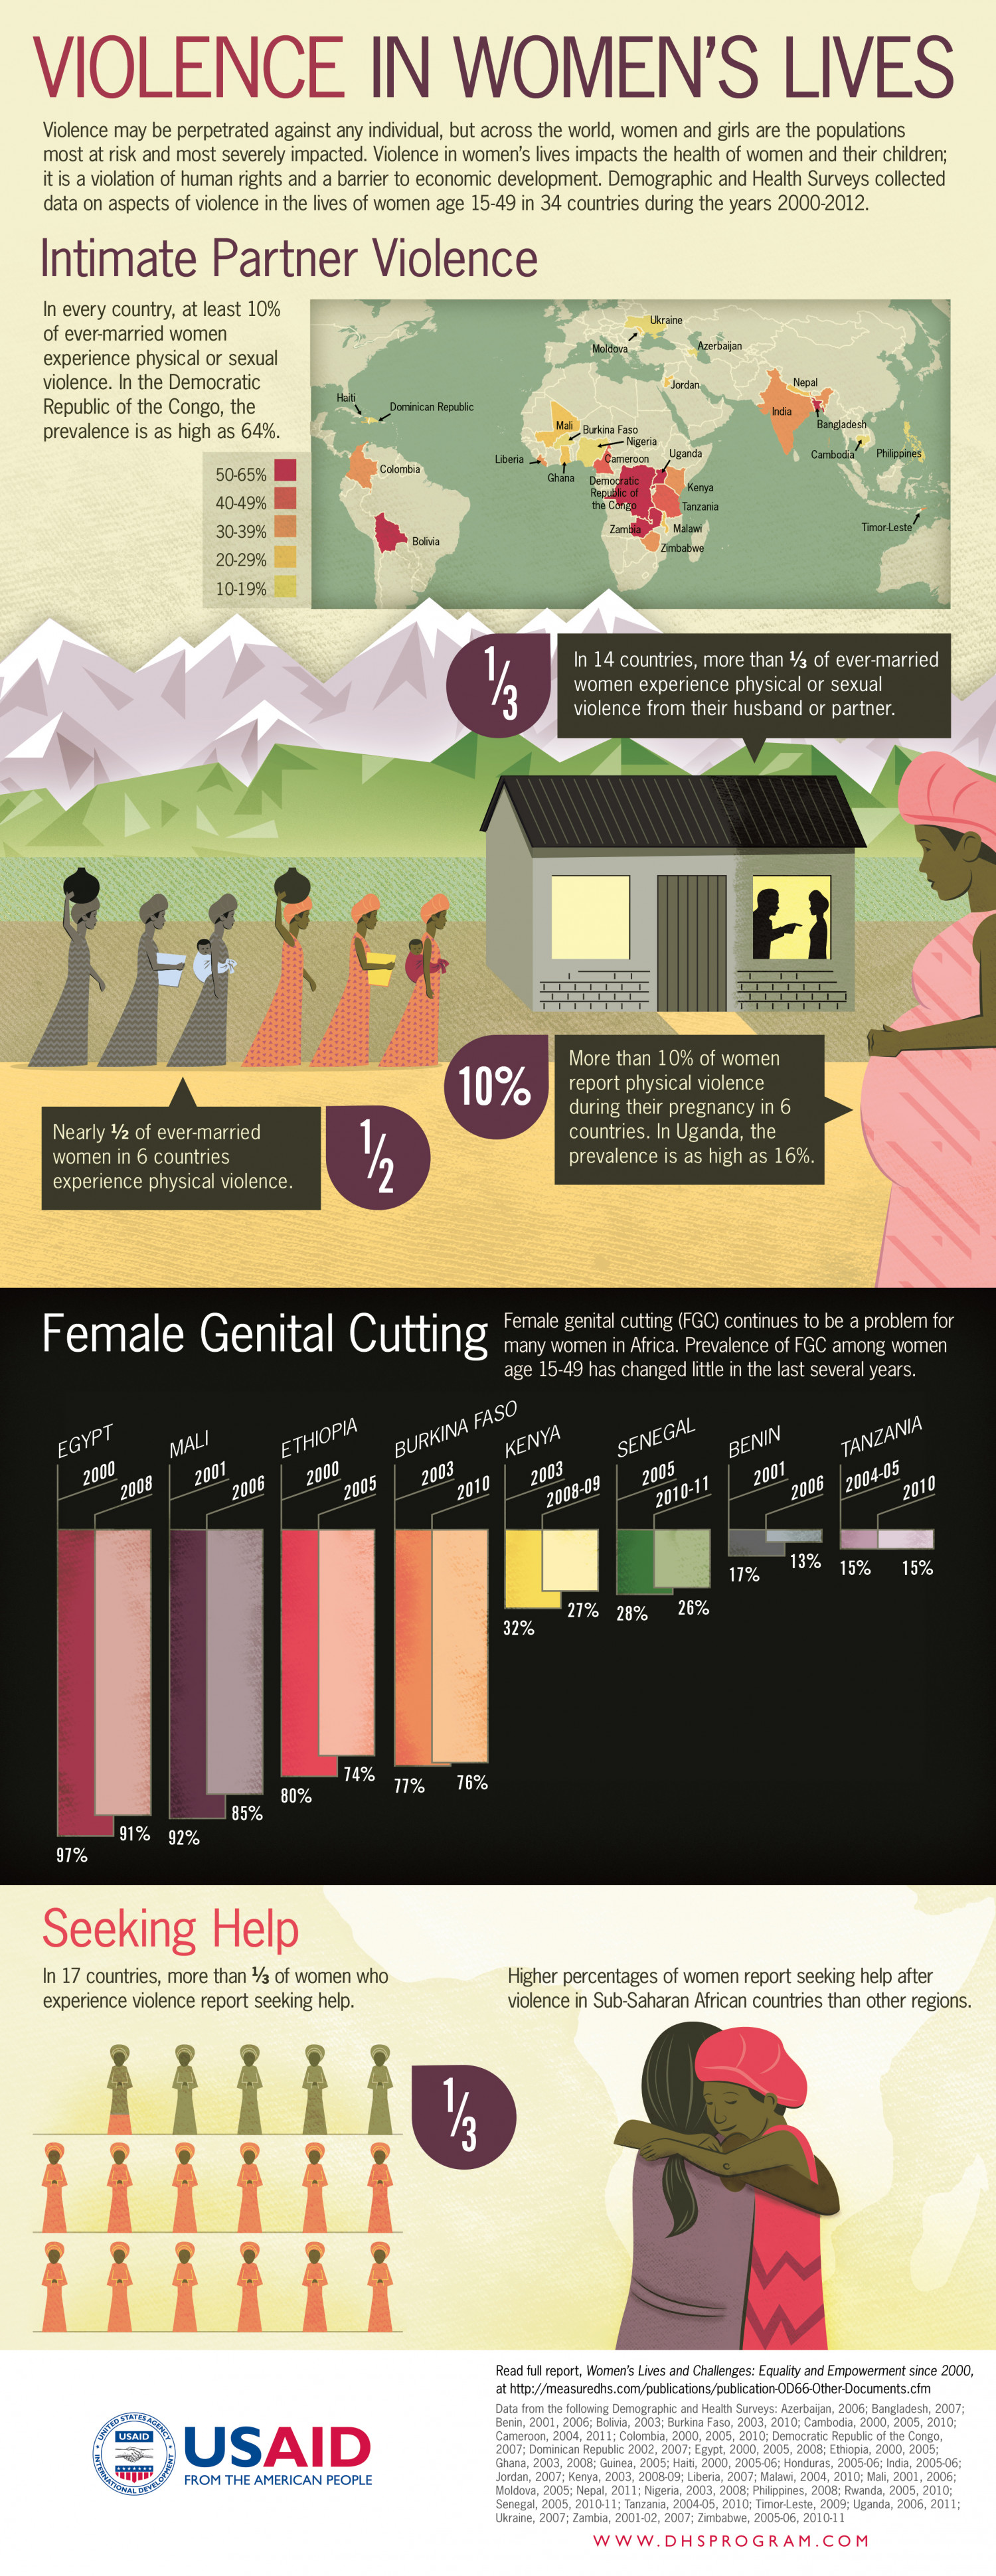 VIOLENCE IN WOMEN'S LIVES
Violence may be perpetrated against any individual, but across the world, women and girls are the populations
most at risk and most severely impacted. Violence in women's lives impacts the health of women and their children;
it is a violation of human rights and a barrier to economic development. Demographic and Health Surveys collected
data on aspects of violence in the lives of women age 15-49 in 34 countries during the years 2000-2012.
Intimate Partner Violence
In every country, at least 10%
of ever-married women
experience physical or sexual
violence. In the Democratic
Republic of the Congo, the
prevalence is as high as 64%.
50-65%
40-49%
30-39%
20-29%
10-19%
Ukraine
Moldova
Azerbaijan
Jordan
Nepal
India
Bangladesh
Haiti
Dominican Republic
Mali
Burkina Faso
Nigeria
Liberia
Ghana
Cameroon
Uganda
Cambodia
Philippines
Colombia
Democratic
Republic of
the Congo
Kenya
Tanzania
Timor-Leste
Zambia
Malawi
Bolivia
Zimbabwe
1/3
In 14 countries, more than 1/3 of ever-married
women experience physical or sexual
violence from their husband or partner.
10%
More than 10% of women
report physical violence
during their pregnancy in 6
countries. In Uganda, the
prevalence is as high as 16%.
Nearly 1/2 of ever-married
women in 6 countries
experience physical violence.
1/2
Female Genital Cutting
Female genital cutting (FGC) continues to be a problem for
many women in Africa. Prevalence of FGC among women
age 15-49 has changed little in the last several years.
EGYPT
2000
2008
97%
91%
MALI
2001
2006
92%
85%
ETHIOPIA
2000
2005
80%
74%
BURKINA FASO
2003
2010
77%
76%
KENYA
2003
2008-09
32%
27%
SENEGAL
2005
2010-11
28%
26%
BENIN
2001
2006
17%
13%
TANZANIA
2004-05
2010
15%
15%
Seeking Help
In 17 countries, more than 1/3 of women who
experience violence report seeking help.
1/3
Higher percentages of women report seeking help after
violence in Sub-Saharan African countries than other regions.
Read full report, Women's Lives and Challenges: Equality and Empowerment since 2000,
at http://measuredhs.com/publications/publication-OD66-Other-Documents.cfm
Data from the following Demographic and Health Surveys: Azerbaijan, 2006; Bangladesh, 2007;
Benin, 2001, 2006; Bolivia, 2003; Burkina Faso, 2003, 2010; Cambodia, 2000, 2005, 2010;
Cameroon, 2004, 2011; Colombia, 2000, 2005, 2010; Democratic Republic of the Congo,
2007; Dominican Republic 2002, 2007; Egypt, 2000, 2005, 2008; Ethiopia, 2000, 2005;
Ghana, 2003, 2008; Guinea, 2005; Haiti, 2000, 2005-06; Honduras, 2005-06; India, 2005-06;
Jordan, 2007; Kenya, 2003, 2008-09; Liberia, 2007; Malawi, 2004, 2010; Mali, 2001, 2006;
Moldova, 2005; Nepal, 2011; Nigeria, 2003, 2008; Philippines, 2008; Rwanda, 2005, 2010;
Senegal, 2005, 2010-11; Tanzania, 2004-05, 2010; Timor-Leste, 2009; Uganda, 2006, 2011;
Ukraine, 2007; Zambia, 2001-02, 2007; Zimbabwe, 2005-06, 2010-11
UNITED STATES AGENCY
USAID
INTERNATIONAL DEVELOPMENT
USAID
FROM THE AMERICAN PEOPLE
WWW.DHSPROGRAM.COM